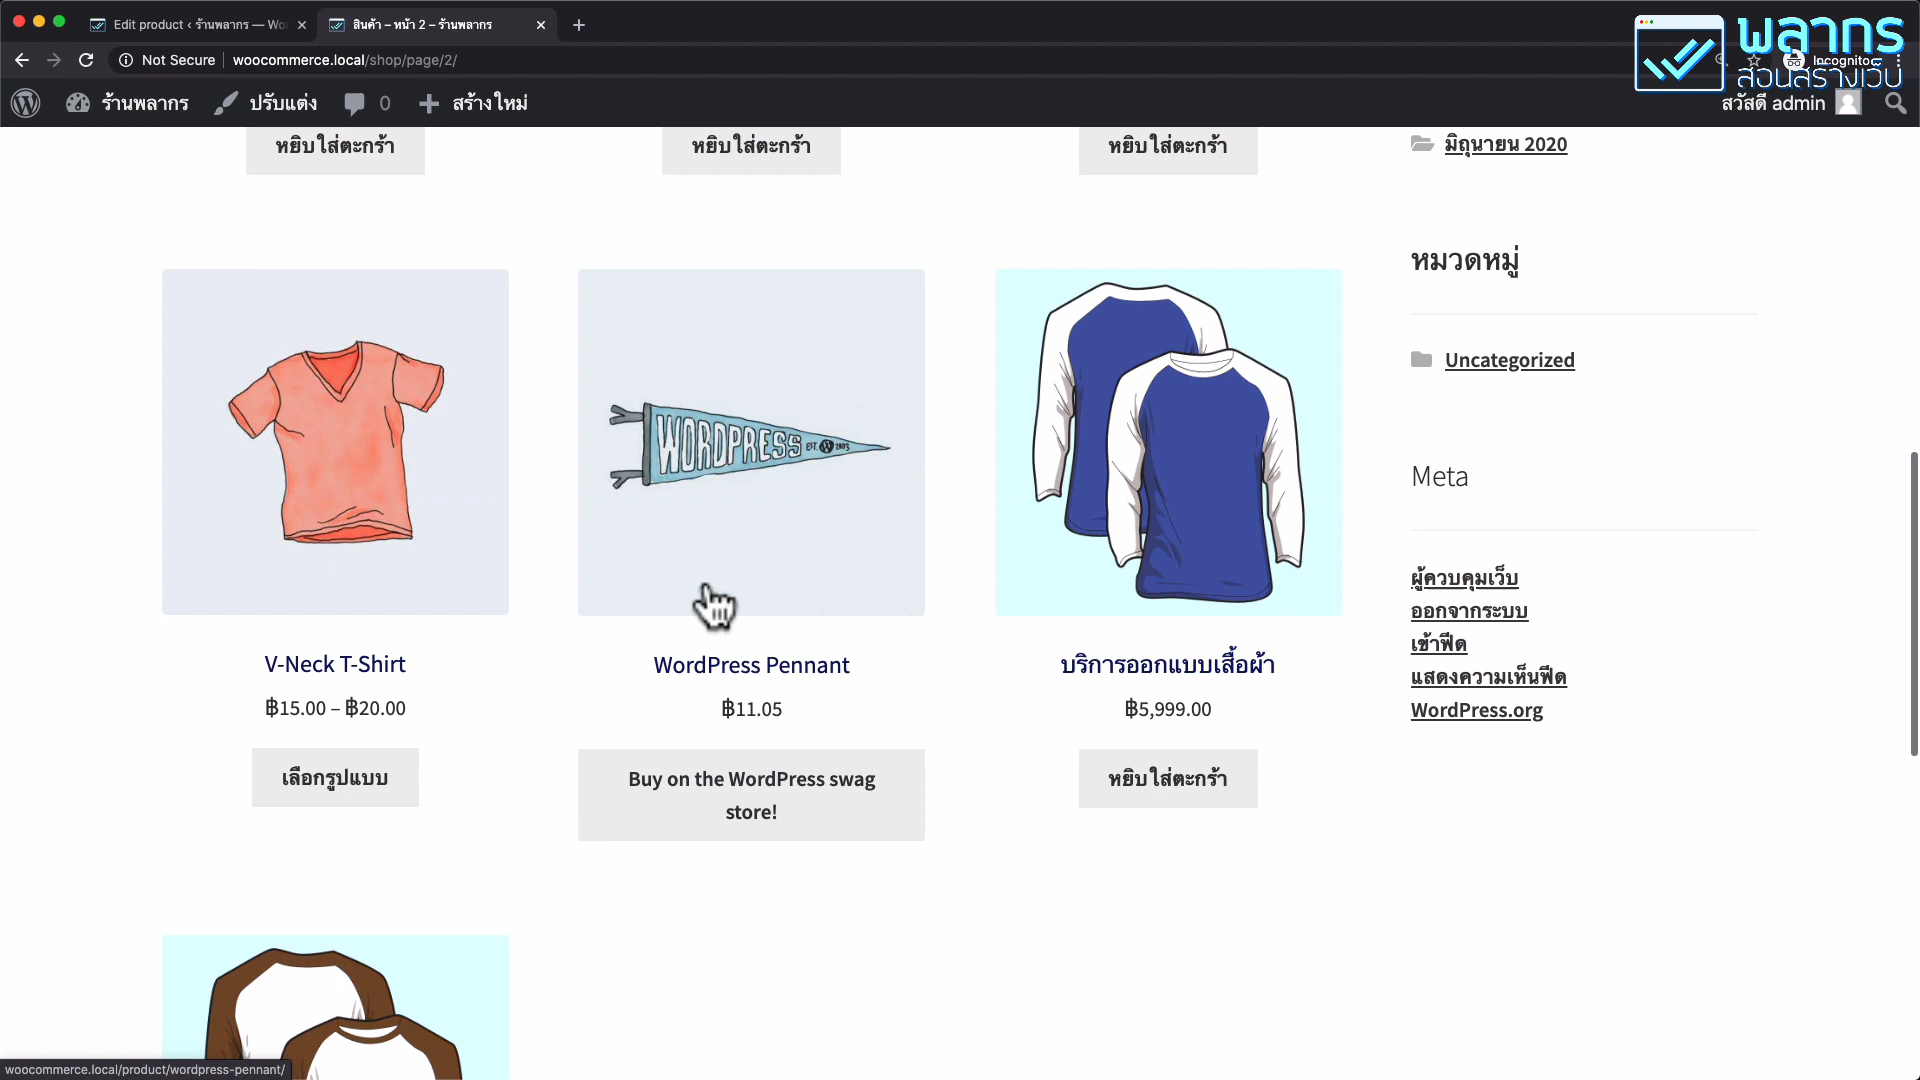 Edit product ‹ ร้านพลากร — Wo
สินค้า – หน้า 2 – ร้านพลากร
พลากร
สอนสร้างเว็บ
Not Secure
woocommerce.local/shop/page/2/
Incognito
ร้านพลากร
ปรับแต่ง
0
สร้างใหม่
สวัสดี admin
หยิบใส่ตะกร้า
หยิบใส่ตะกร้า
หยิบใส่ตะกร้า
มิถุนายน 2020
หมวดหมู่
Uncategorized
Meta
ผู้ควบคุมเว็บ
ออกจากระบบ
เข้าฟีด
แสดงความเห็นฟีด
WordPress.org
WORDPRESS EST. 2003
V-Neck T-Shirt
฿15.00 – ฿20.00
เลือกรูปแบบ
WordPress Pennant
฿11.05
Buy on the WordPress swag
store!
บริการออกแบบเสื้อผ้า
฿5,999.00
หยิบใส่ตะกร้า
woocommerce.local/product/wordpress-pennant/